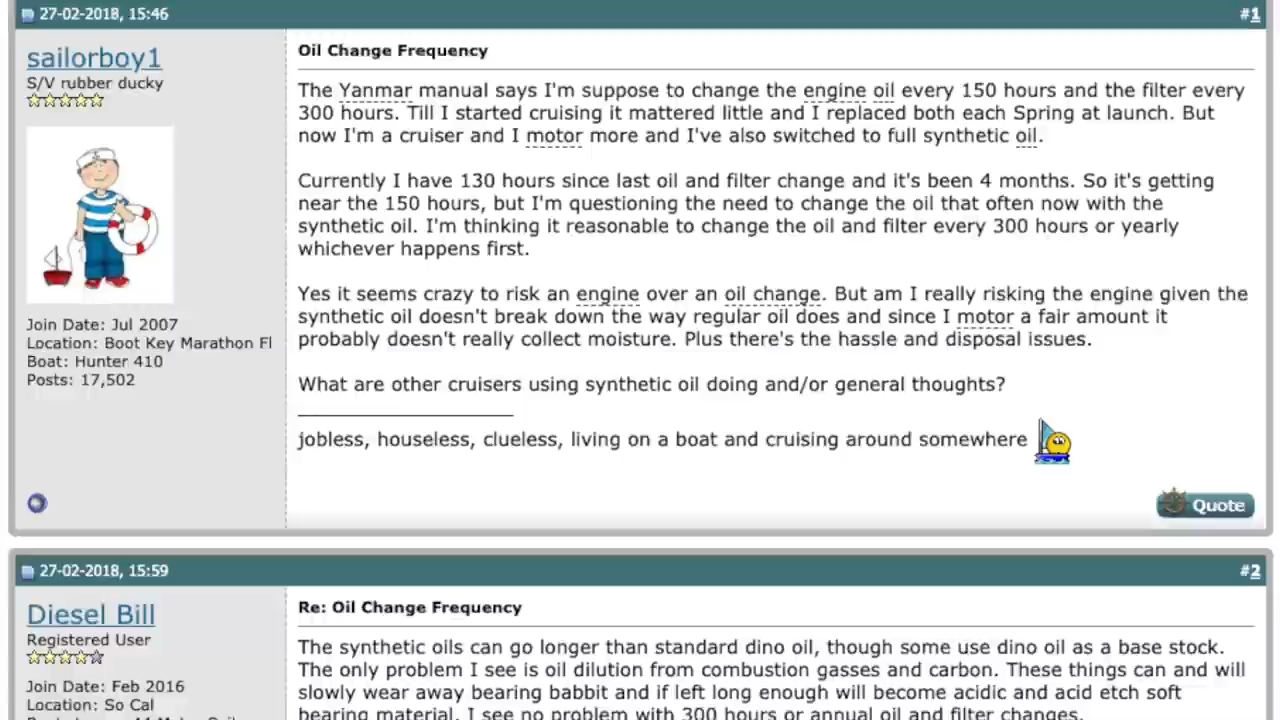 27-02-2018, 15:46
#1
sailorboy1
S/V rubber ducky
Join Date: Jul 2007
Location: Boot Key Marathon Fl
Boat: Hunter 410
Posts: 17,502
Oil Change Frequency
The Yanmar manual says I'm suppose to change the engine oil every 150 hours and the filter every
300 hours. Till I started cruising it mattered little and I replaced both each Spring at launch. But
now I'm a cruiser and I motor more and I've also switched to full synthetic oil.
Currently I have 130 hours since last oil and filter change and it's been 4 months. So it's getting
near the 150 hours, but I'm questioning the need to change the oil that often now with the
synthetic oil. I'm thinking it reasonable to change the oil and filter every 300 hours or yearly
whichever happens first.
Yes it seems crazy to risk an engine over an oil change. But am I really risking the engine given the
synthetic oil doesn't break down the way regular oil does and since I motor a fair amount it
probably doesn't really collect moisture. Plus there's the hassle and disposal issues.
What are other cruisers using synthetic oil doing and/or general thoughts?
jobless, houseless, clueless, living on a boat and cruising around somewhere
Quote
27-02-2018, 15:59
#2
Diesel Bill
Registered User
Join Date: Feb 2016
Location: So Cal
Re: Oil Change Frequency
The synthetic oils can go longer than standard dino oil, though some use dino oil as a base stock.
The only problem I see is oil dilution from combustion gasses and carbon. These things can and will
slowly wear away bearing babbit and if left long enough will become acidic and acid etch soft
bearing material. I see no problem with 300 hours or annual oil and filter changes.